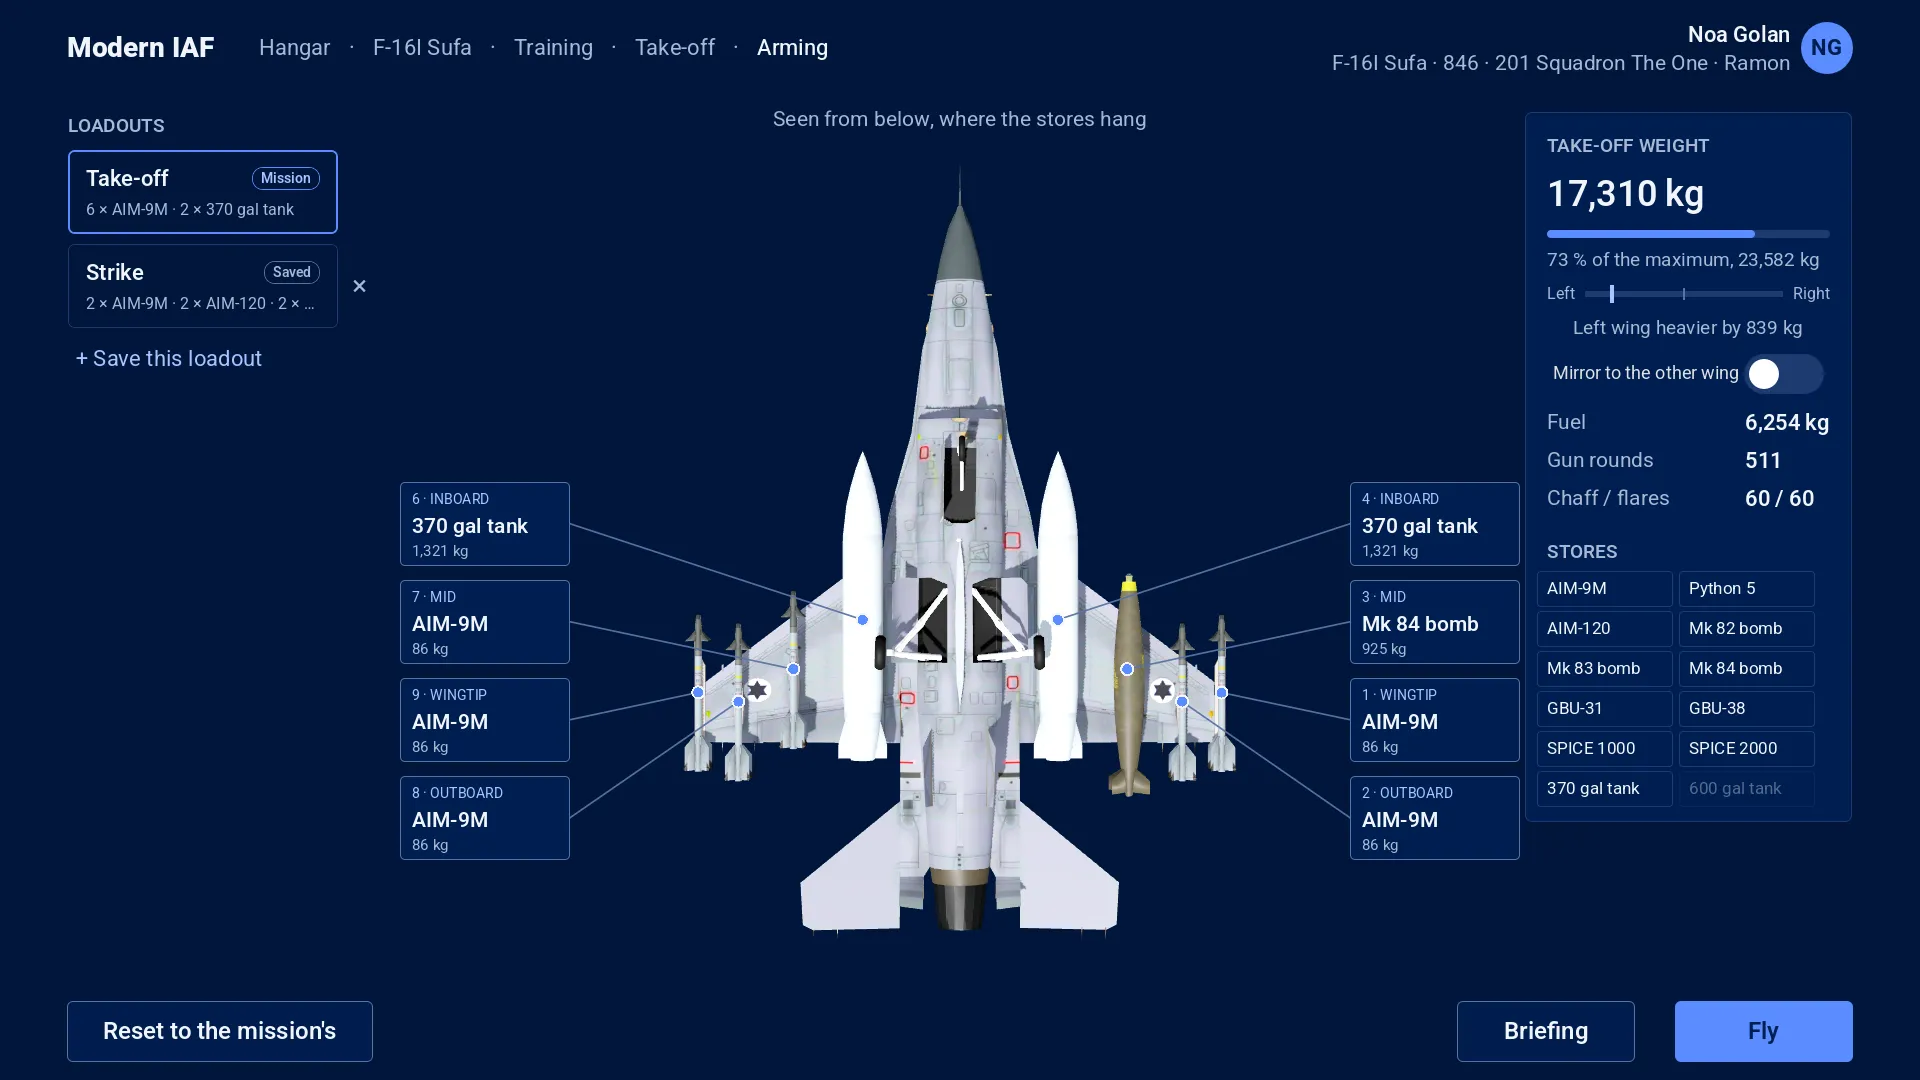 Modern IAF
Hangar · F-16I Sufa · Training · Take-off · Arming
Noa Golan
F-16I Sufa · 846 · 201 Squadron The One · Ramon
NG
LOADOUTS
Take-off
Mission
6 × AIM-9M · 2 × 370 gal tank
Strike
Saved
2 × AIM-9M · 2 × AIM-120 · 2 × ...
×
+ Save this loadout
Seen from below, where the stores hang
6 · INBOARD
370 gal tank
1,321 kg
7 · MID
AIM-9M
86 kg
9 · WINGTIP
AIM-9M
86 kg
8 · OUTBOARD
AIM-9M
86 kg
4 · INBOARD
370 gal tank
1,321 kg
3 · MID
Mk 84 bomb
925 kg
1 · WINGTIP
AIM-9M
86 kg
2 · OUTBOARD
AIM-9M
86 kg
TAKE-OFF WEIGHT
17,310 kg
73 % of the maximum, 23,582 kg
Left
Right
Left wing heavier by 839 kg
Mirror to the other wing
Fuel 6,254 kg
Gun rounds 511
Chaff / flares 60 / 60
STORES
AIM-9M Python 5
AIM-120 Mk 82 bomb
Mk 83 bomb Mk 84 bomb
GBU-31 GBU-38
SPICE 1000 SPICE 2000
370 gal tank 600 gal tank
Reset to the mission's
Briefing
Fly